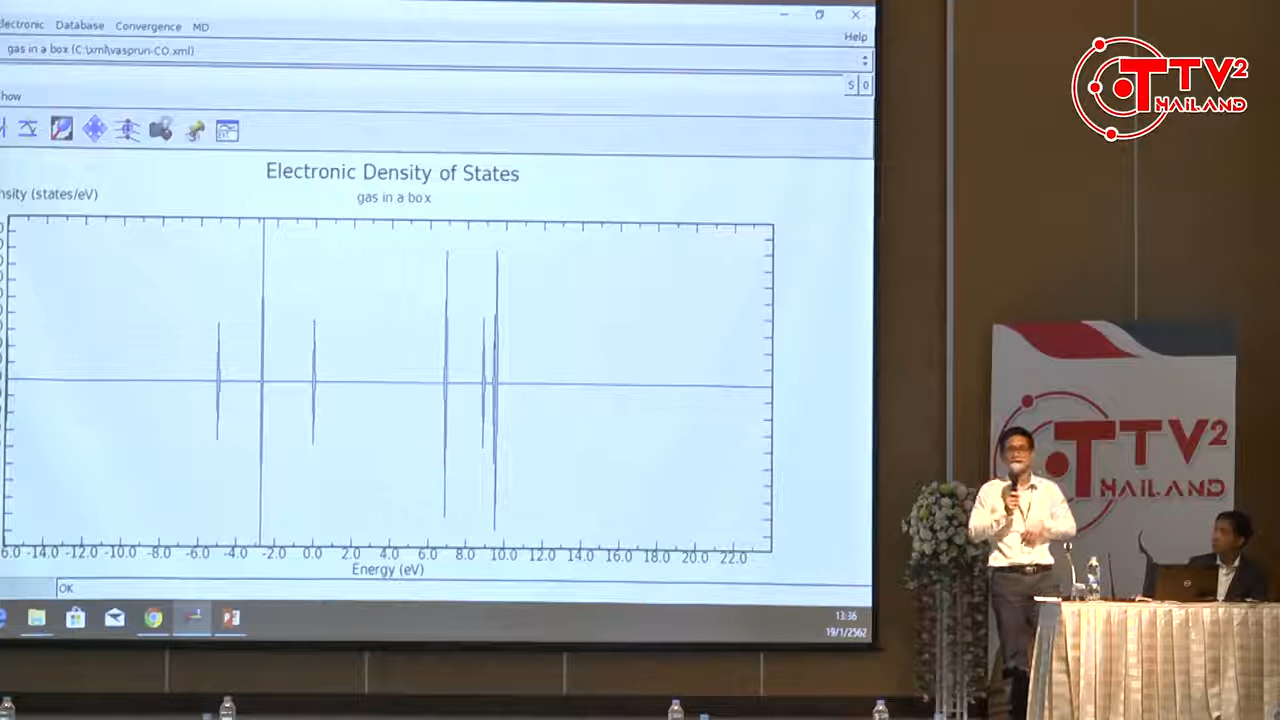 Electronic Database Convergence MD
Help
gas in a box (C:\xml\vasprun-CO.xml)
S 0
how
Electronic Density of States
gas in a box
nsity (states/eV)
6.0 -14.0 -12.0 -10.0 -8.0 -6.0 -4.0 -2.0 0.0 2.0 4.0 6.0 8.0 10.0 12.0 14.0 16.0 18.0 20.0 22.0
Energy (eV)
OK
13:36
19/1/2562
TTV2
THAILAND
TTV2
THAILAND